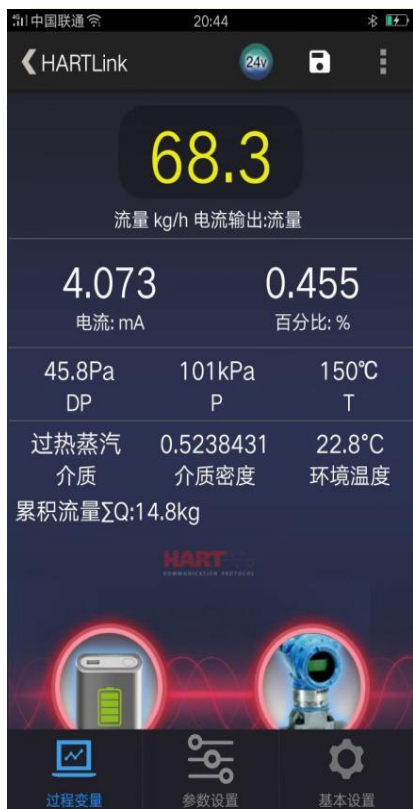 中国联通 20:44
HARTLink 24v
68.3
流量 kg/h 电流输出:流量
4.073 0.455
电流: mA 百分比: %
45.8Pa 101kPa 150℃
DP P T
过热蒸汽 0.5238431 22.8°C
介质 介质密度 环境温度
累积流量∑Q:14.8kg
HART
COMMUNICATION PROTOCOL
过程变量 参数设置 基本设置